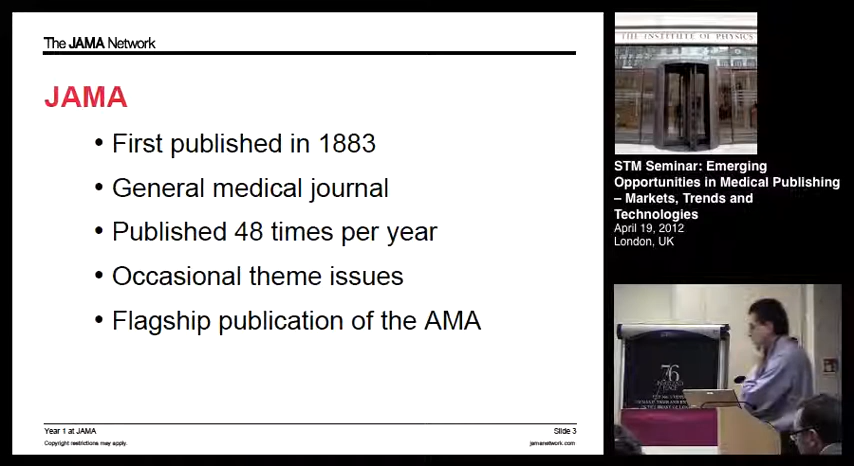 The JAMA Network
JAMA
• First published in 1883
• General medical journal
• Published 48 times per year
• Occasional theme issues
• Flagship publication of the AMA
Year 1 at JAMA
Slide 3
Copyright restrictions may apply.
jamanetwork.com
THE INSTITUTE OF PHYSICS
STM Seminar: Emerging
Opportunities in Medical Publishing
– Markets, Trends and
Technologies
April 19, 2012
London, UK
76